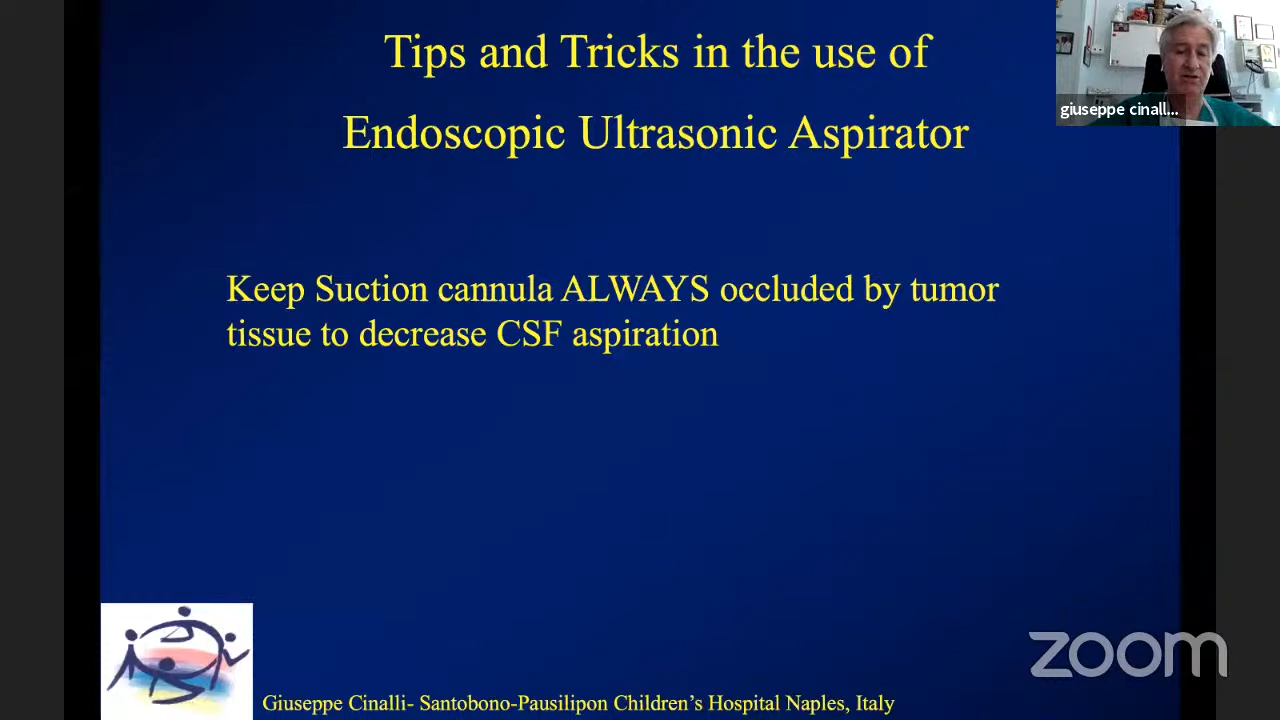 Tips and Tricks in the use of
Endoscopic Ultrasonic Aspirator
giuseppe cinall...
Keep Suction cannula ALWAYS occluded by tumor
tissue to decrease CSF aspiration
zoom
Giuseppe Cinalli- Santobono-Pausilipon Children’s Hospital Naples, Italy